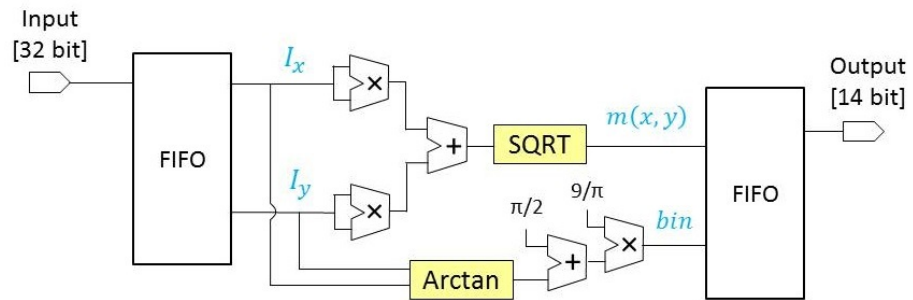 Input
[32 bit]
FIFO
I_x
I_y
×
×
+
SQRT
Arctan
π/2
+
9/π
×
m(x, y)
bin
FIFO
Output
[14 bit]